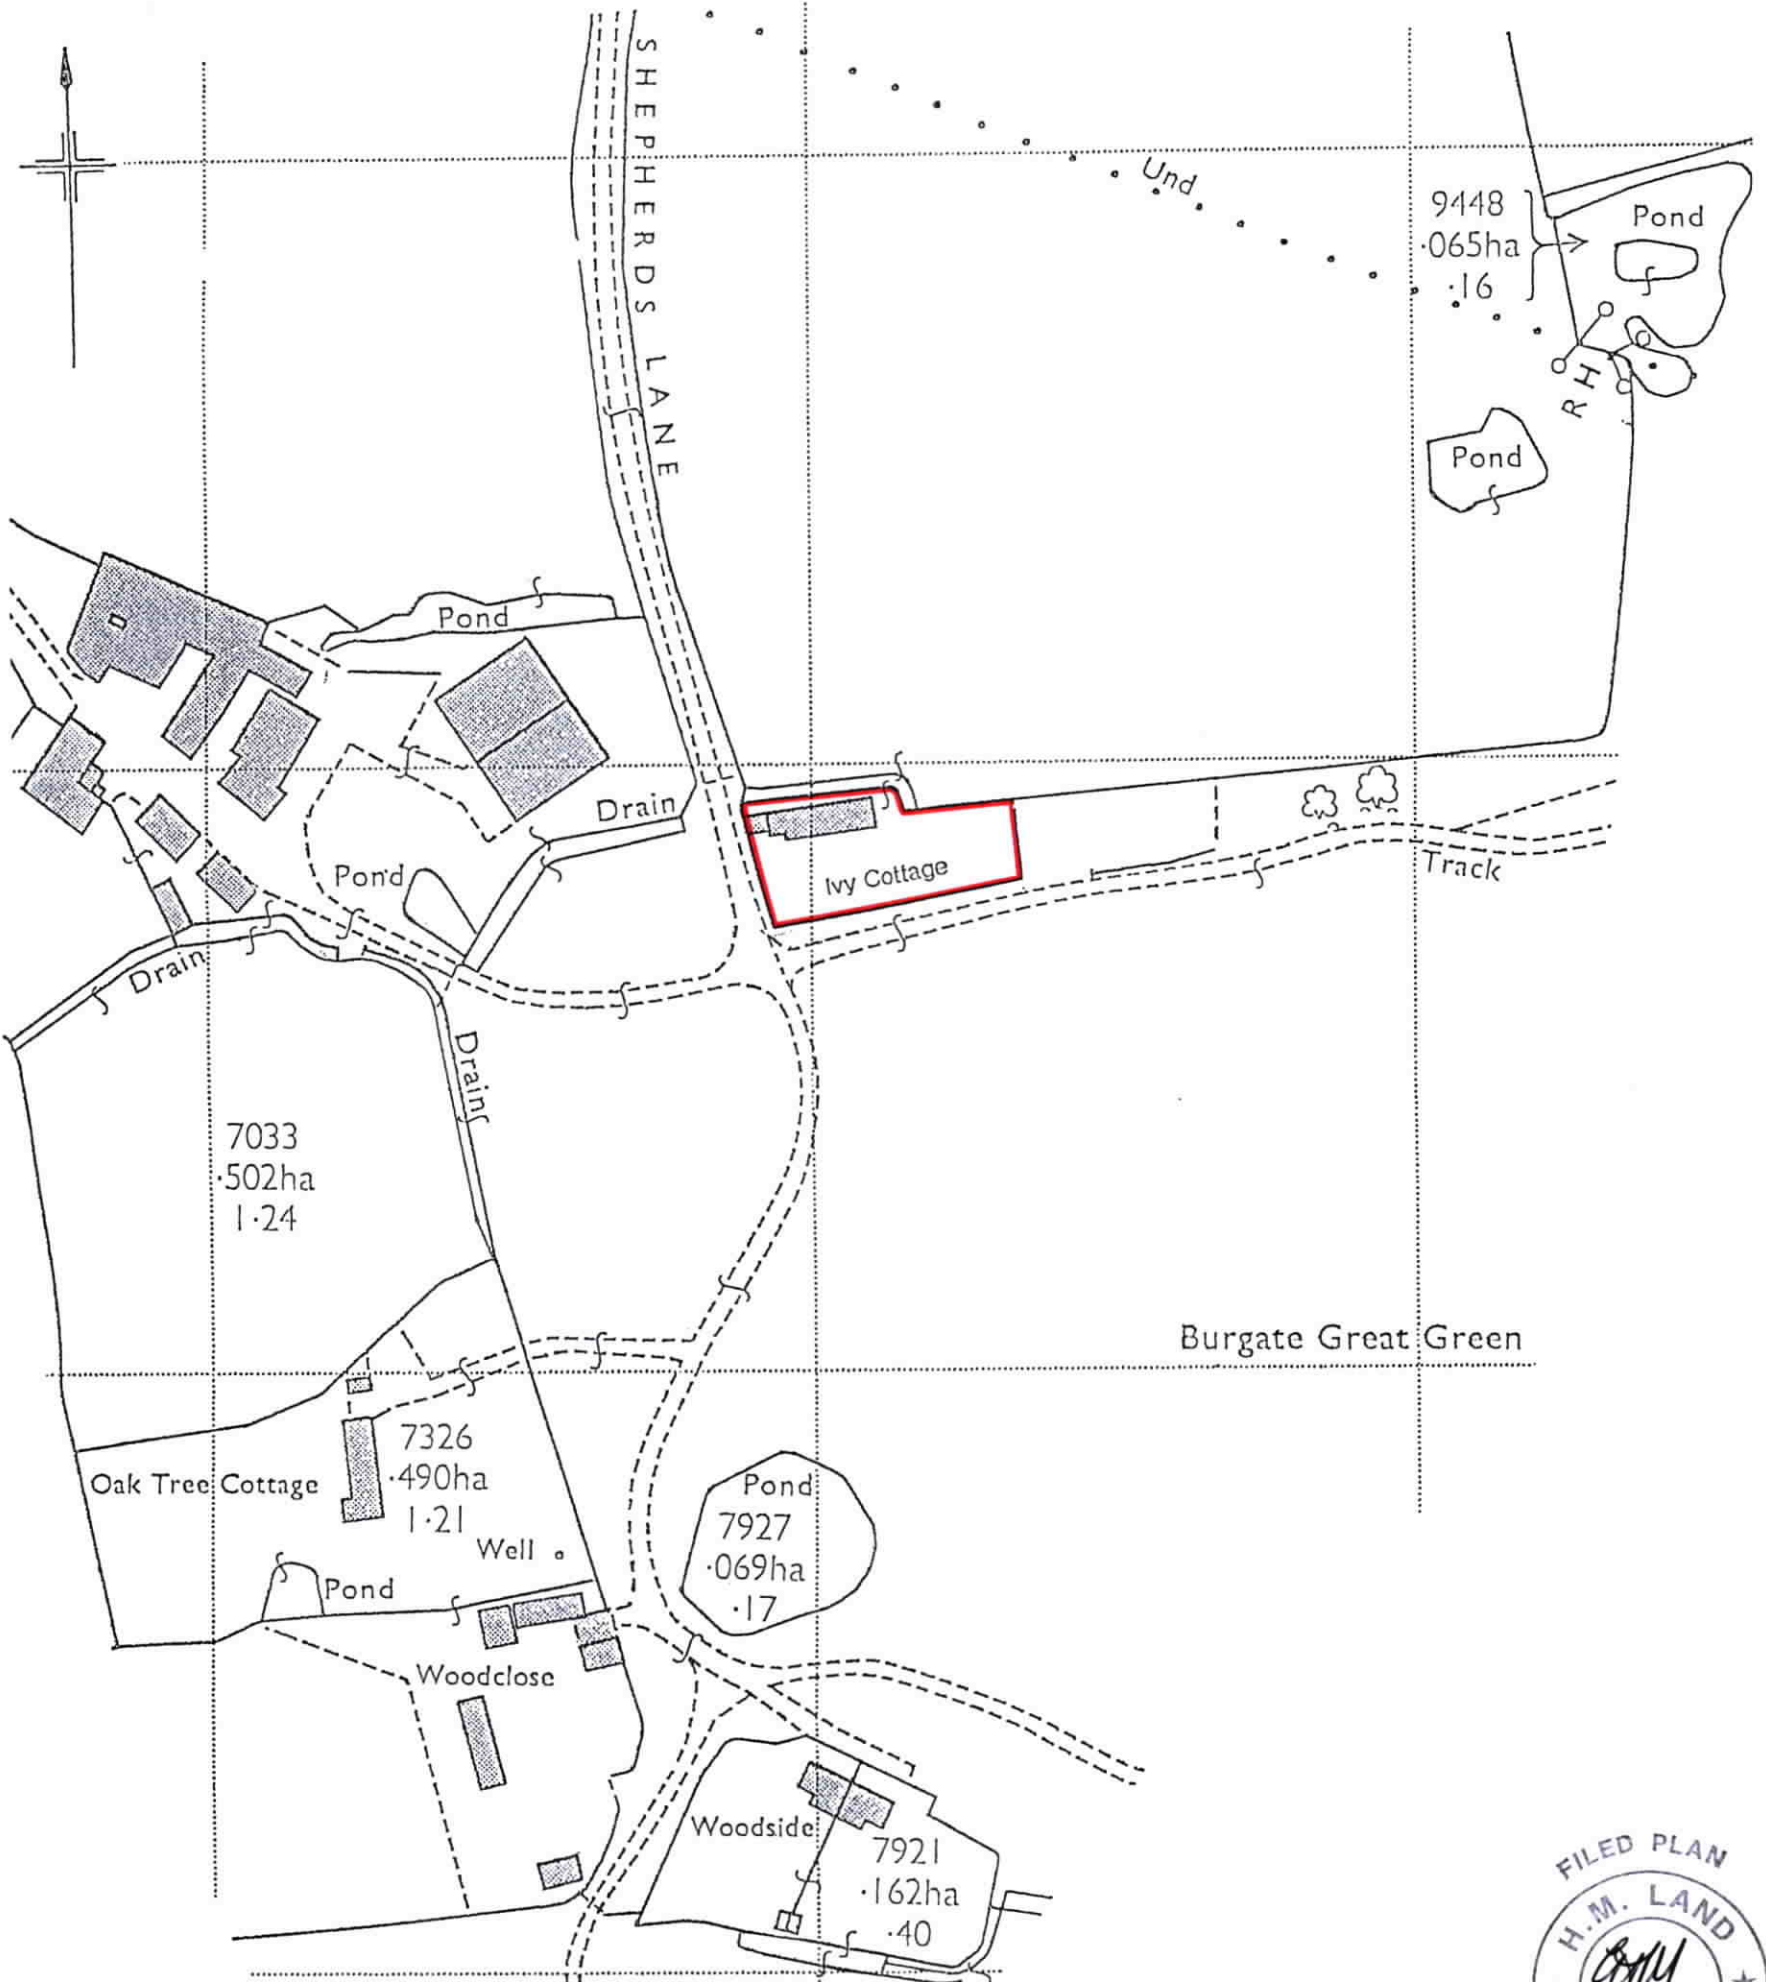 SHEPHERDS LANE
Und
9448
·065ha
·16
Pond
R H
Pond
Pond
Drain
Pond
Ivy Cottage
Track
Drain
Drain
7033
·502ha
1·24
Burgate Great Green
Oak Tree Cottage
7326
·490ha
1·21
Well
Pond
Pond
7927
·069ha
·17
Woodclose
Woodside
7921
·162ha
·40
FILED PLAN
H.M. LAND